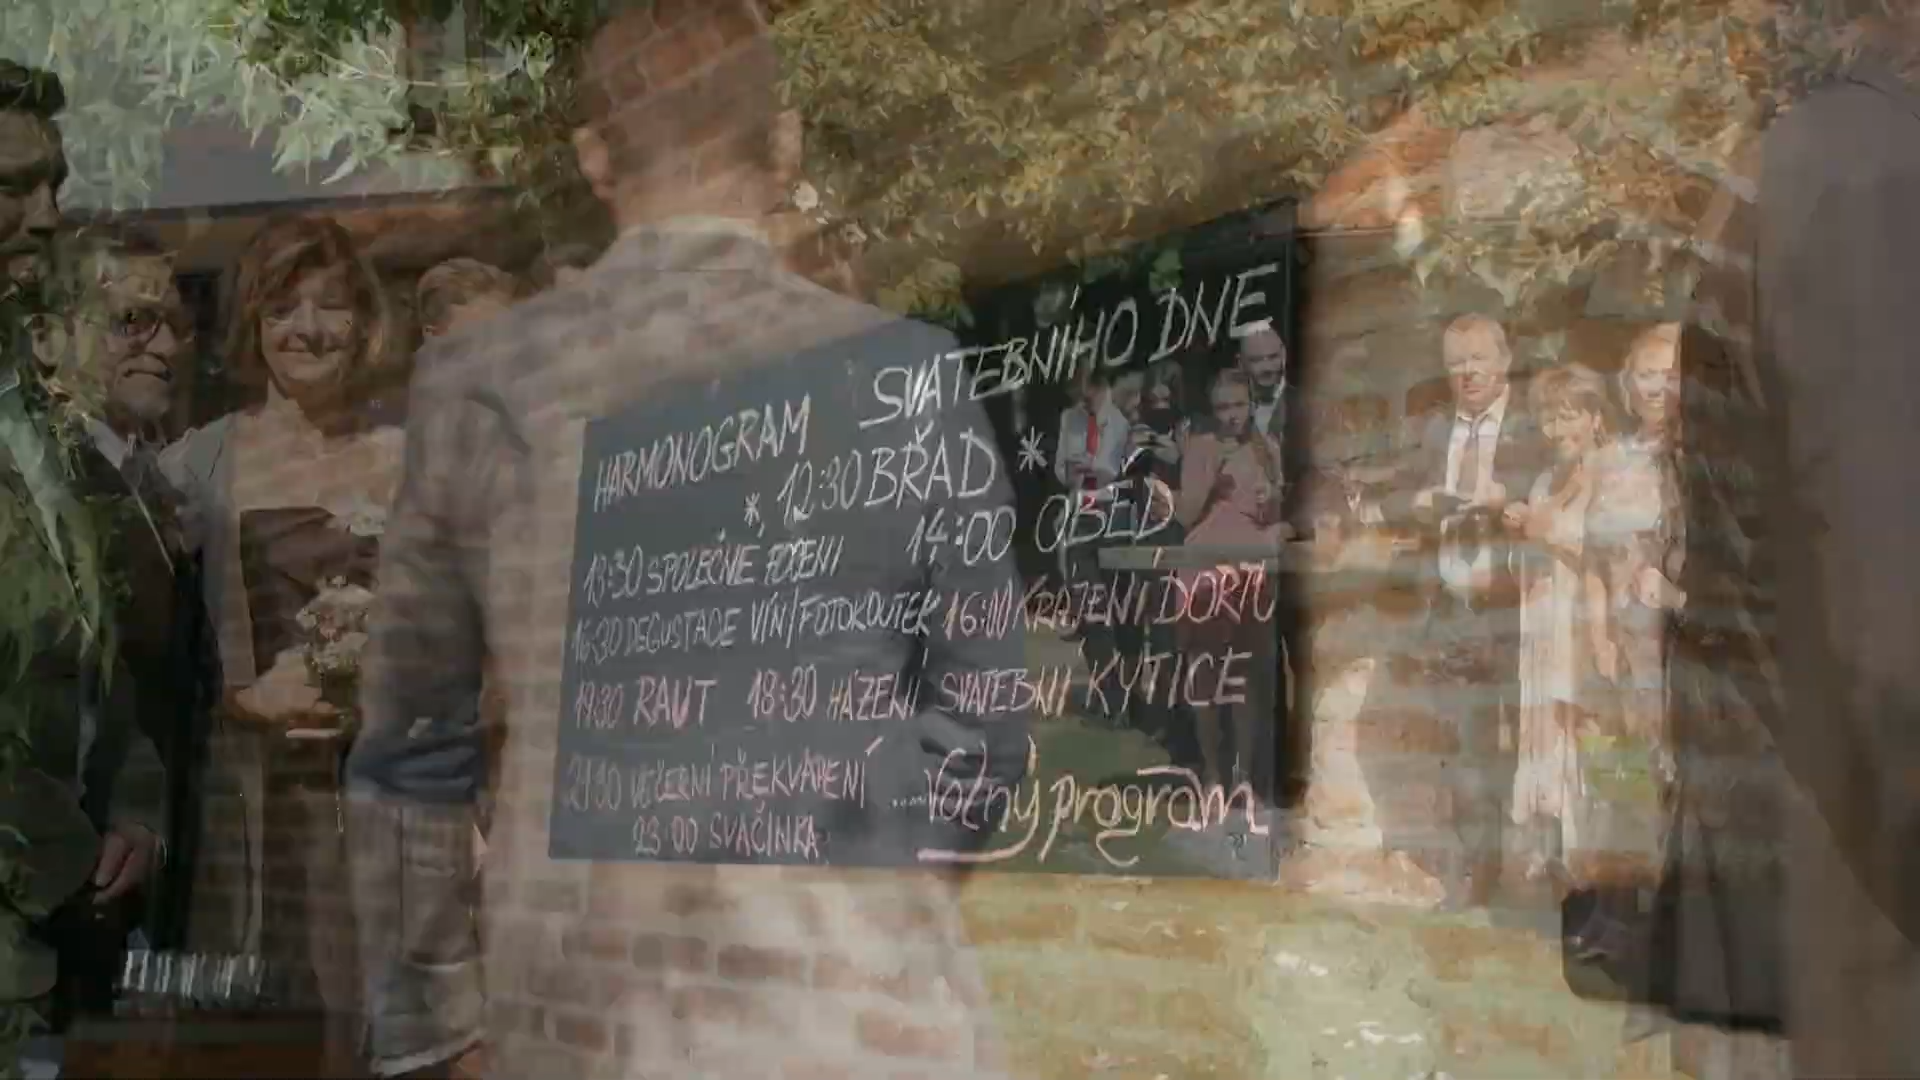 HARMONOGRAM SVATEBNÍHO DNE
* 12:30 BŘAD *
13:30 SPOLEČNÉ FOCENÍ 14:00 OBĚD
16:30 DEGUSTACE VÍN/FOTOKOUTEK 16:00 KRÁJENÍ DORTU
19:30 RAUT 18:30 HÁZENÍ SVATEBNÍ KYTICE
21:30 VEČERNÍ PŘEKVAPENÍ
23:00 SVAČINKA
....Volný program